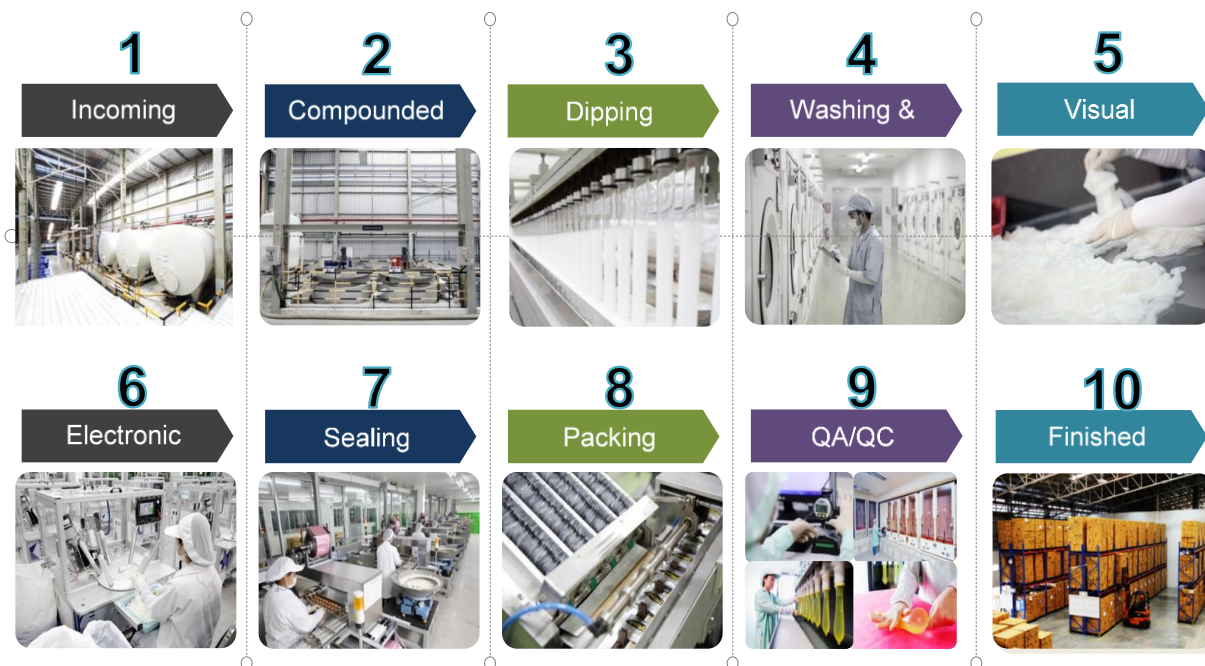 1
Incoming
2
Compounded
3
Dipping
4
Washing &
5
Visual
6
Electronic
7
Sealing
8
Packing
9
QA/QC
10
Finished